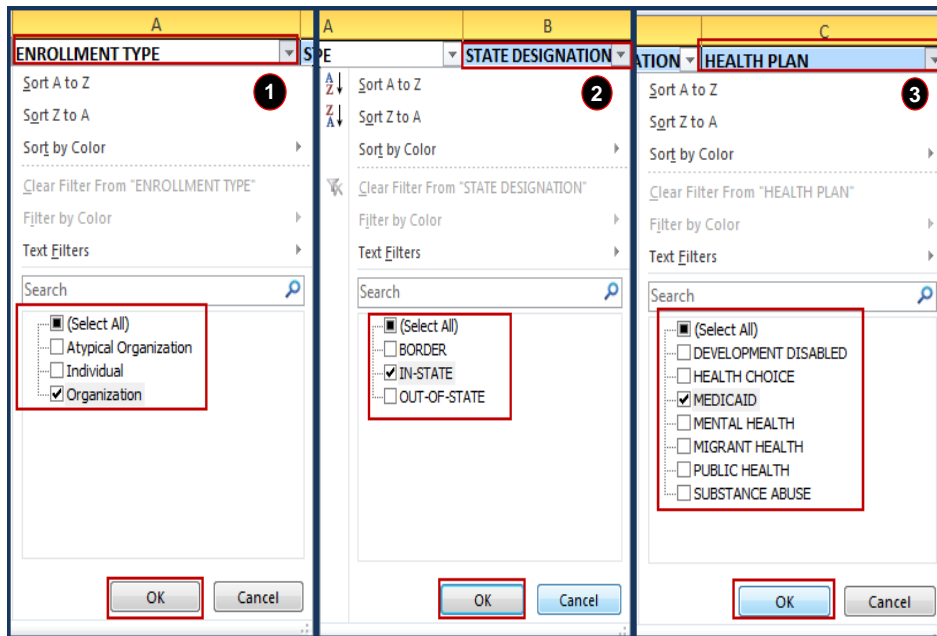 A
ENROLLMENT TYPE
S
1
Sort A to Z
Sort Z to A
Sort by Color
Clear Filter From "ENROLLMENT TYPE"
Filter by Color
Text Filters
Search
(Select All)
Atypical Organization
Individual
Organization
OK
Cancel
A
B
PE
STATE DESIGNATION
2
Sort A to Z
Sort Z to A
Sort by Color
Clear Filter From "STATE DESIGNATION"
Filter by Color
Text Filters
Search
(Select All)
BORDER
IN-STATE
OUT-OF-STATE
OK
Cancel
C
ATION
HEALTH PLAN
3
Sort A to Z
Sort Z to A
Sort by Color
Clear Filter From "HEALTH PLAN"
Filter by Color
Text Filters
Search
(Select All)
DEVELOPMENT DISABLED
HEALTH CHOICE
MEDICAID
MENTAL HEALTH
MIGRANT HEALTH
PUBLIC HEALTH
SUBSTANCE ABUSE
OK
Cancel